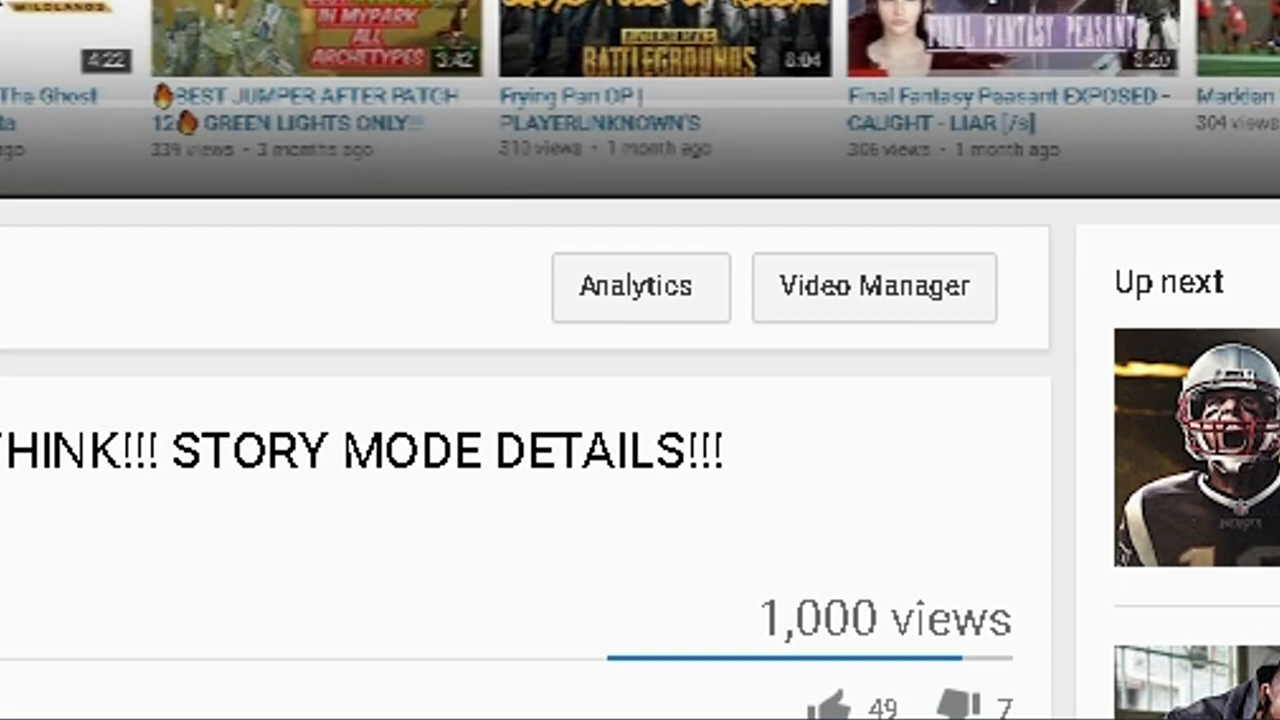 WILDLANDS
IN MYPARK
ALL
ARCHETYPES
BATTLEGROUNDS
FINAL FANTASY PEASANT
4:22
3:42
8:04
3:20
The Ghost
ago
🔥BEST JUMPER AFTER PATCH
12🔥 GREEN LIGHTS ONLY!!!
339 views • 3 months ago
Frying Pan OP |
PLAYERUNKNOWN'S
310 views • 1 month ago
Final Fantasy Peasant EXPOSED -
CAUGHT - LIAR [/s]
306 views • 1 month ago
Madden
304 views
Analytics
Video Manager
Up next
THINK!!! STORY MODE DETAILS!!!
1,000 views
49
7